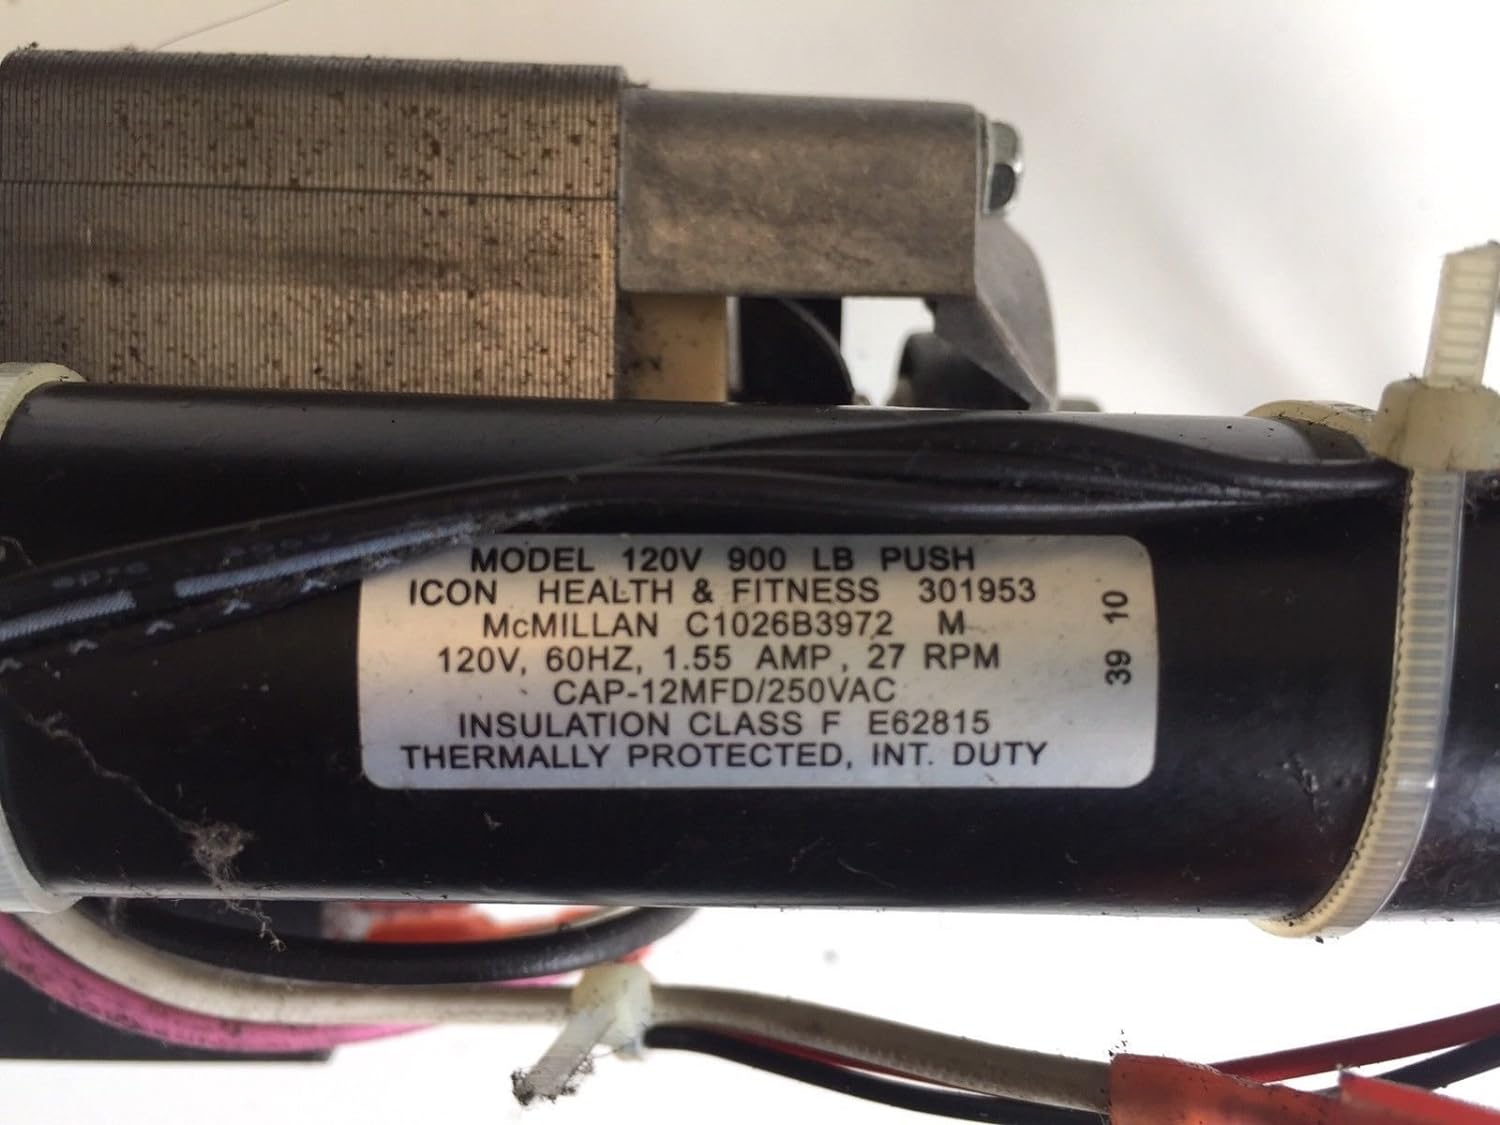 MODEL 120V 900 LB PUSH
ICON HEALTH & FITNESS 301953
McMILLAN C1026B3972 M
120V, 60HZ, 1.55 AMP, 27 RPM
CAP-12MFD/250VAC
INSULATION CLASS F E62815
THERMALLY PROTECTED, INT. DUTY
39 10